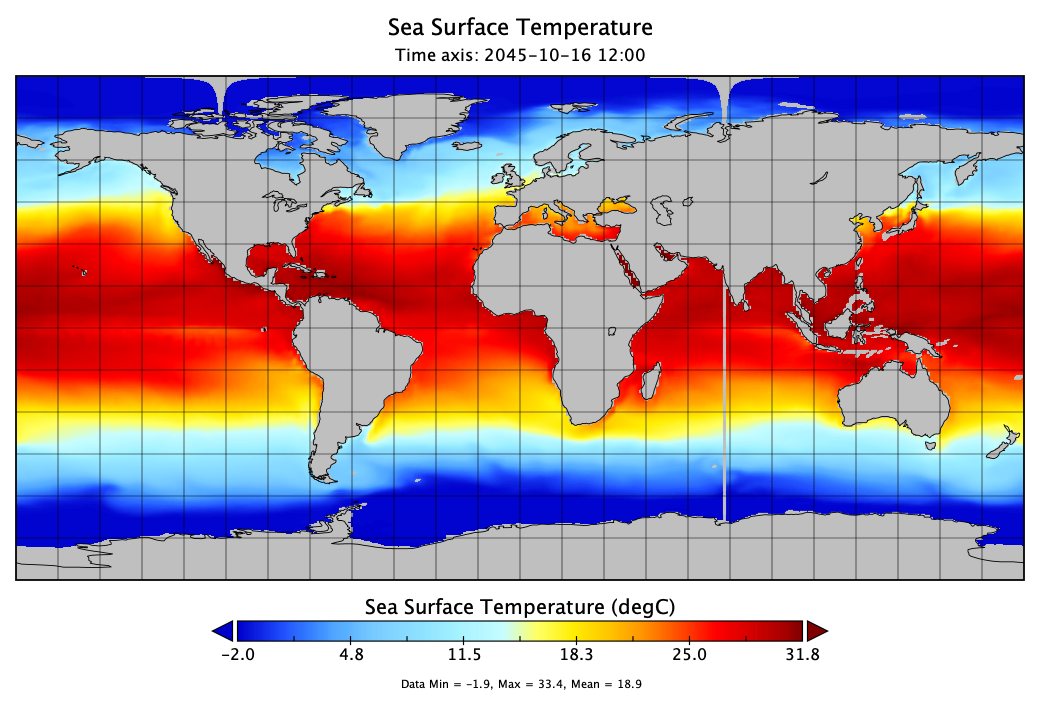 Sea Surface Temperature
Time axis: 2045-10-16 12:00
Sea Surface Temperature (degC)
-2.0 4.8 11.5 18.3 25.0 31.8
Data Min = -1.9, Max = 33.4, Mean = 18.9